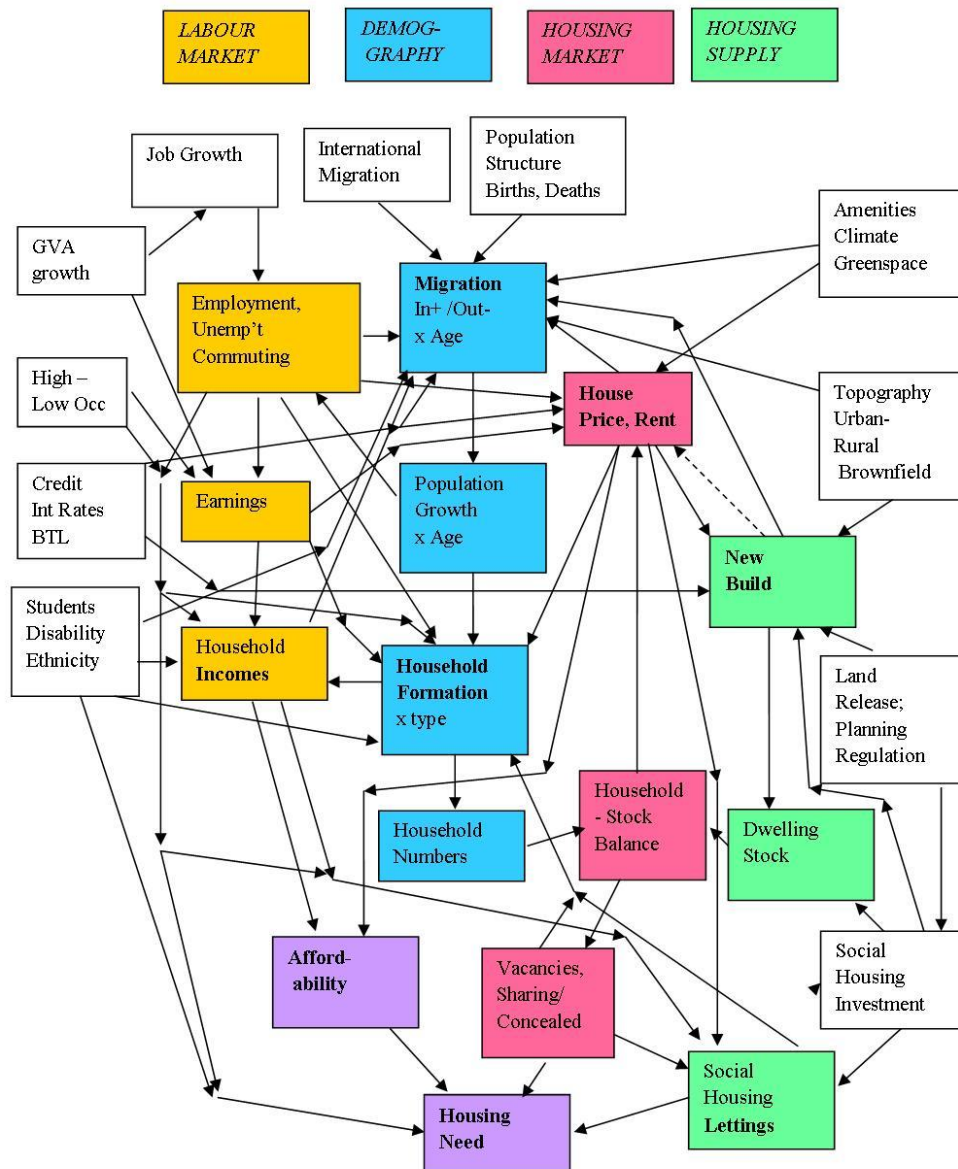 LABOUR
MARKET
DEMOG-
GRAPHY
HOUSING
MARKET
HOUSING
SUPPLY
Job Growth
International
Migration
Population
Structure
Births, Deaths
Amenities
Climate
Greenspace
GVA
growth
Employment,
Unemp’t
Commuting
Migration
In+ /Out-
x Age
High –
Low Occ
House
Price, Rent
Topography
Urban-
Rural
Brownfield
Credit
Int Rates
BTL
Earnings
Population
Growth
x Age
New
Build
Students
Disability
Ethnicity
Household
Incomes
Household
Formation
x type
Land
Release;
Planning
Regulation
Household
Numbers
Household
- Stock
Balance
Dwelling
Stock
Afford-
ability
Vacancies,
Sharing/
Concealed
Social
Housing
Investment
Housing
Need
Social
Housing
Lettings